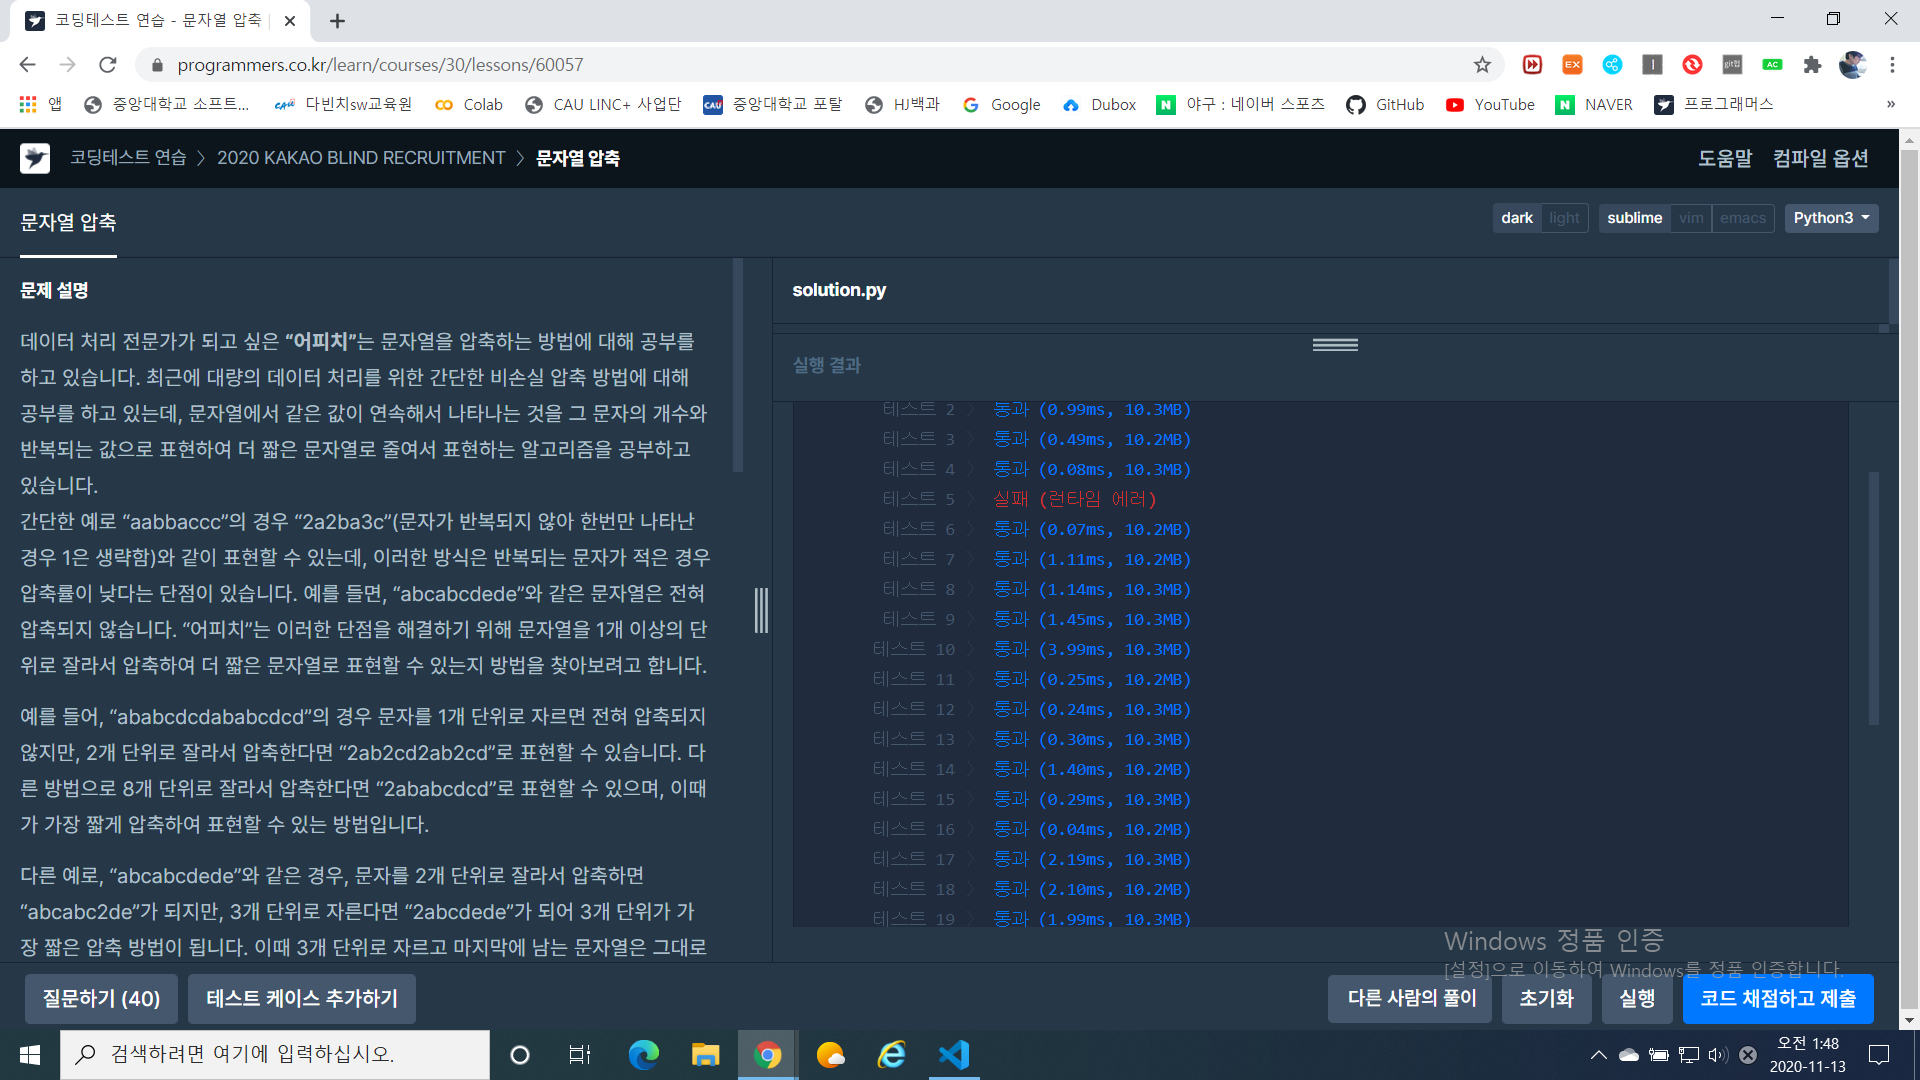 코딩테스트 연습 - 문자열 압축
programmers.co.kr/learn/courses/30/lessons/60057
앱 중앙대학교 소프트... 다빈치sw교육원 Colab CAU LINC+ 사업단 중앙대학교 포탈 HJ백과 Google Dubox 야구 : 네이버 스포츠 GitHub YouTube NAVER 프로그래머스 »
코딩테스트 연습 > 2020 KAKAO BLIND RECRUITMENT > 문자열 압축 도움말 컴파일 옵션
문자열 압축 dark light sublime vim emacs Python3
문제 설명
데이터 처리 전문가가 되고 싶은 “어피치”는 문자열을 압축하는 방법에 대해 공부를
하고 있습니다. 최근에 대량의 데이터 처리를 위한 간단한 비손실 압축 방법에 대해
공부를 하고 있는데, 문자열에서 같은 값이 연속해서 나타나는 것을 그 문자의 개수와
반복되는 값으로 표현하여 더 짧은 문자열로 줄여서 표현하는 알고리즘을 공부하고
있습니다.
간단한 예로 “aabbaccc”의 경우 “2a2ba3c”(문자가 반복되지 않아 한번만 나타난
경우 1은 생략함)와 같이 표현할 수 있는데, 이러한 방식은 반복되는 문자가 적은 경우
압축률이 낮다는 단점이 있습니다. 예를 들면, “abcabcdede”와 같은 문자열은 전혀
압축되지 않습니다. “어피치”는 이러한 단점을 해결하기 위해 문자열을 1개 이상의 단
위로 잘라서 압축하여 더 짧은 문자열로 표현할 수 있는지 방법을 찾아보려고 합니다.
예를 들어, “ababcdcdababcdcd”의 경우 문자를 1개 단위로 자르면 전혀 압축되지
않지만, 2개 단위로 잘라서 압축한다면 “2ab2cd2ab2cd”로 표현할 수 있습니다. 다
른 방법으로 8개 단위로 잘라서 압축한다면 “2ababcdcd”로 표현할 수 있으며, 이때
가 가장 짧게 압축하여 표현할 수 있는 방법입니다.
다른 예로, “abcabcdede”와 같은 경우, 문자를 2개 단위로 잘라서 압축하면
“abcabc2de”가 되지만, 3개 단위로 자른다면 “2abcdede”가 되어 3개 단위가 가
장 짧은 압축 방법이 됩니다. 이때 3개 단위로 자르고 마지막에 남는 문자열은 그대로
solution.py
실행 결과
테스트 2 > 통과 (0.99ms, 10.3MB)
테스트 3 > 통과 (0.49ms, 10.2MB)
테스트 4 > 통과 (0.08ms, 10.3MB)
테스트 5 > 실패 (런타임 에러)
테스트 6 > 통과 (0.07ms, 10.2MB)
테스트 7 > 통과 (1.11ms, 10.2MB)
테스트 8 > 통과 (1.14ms, 10.3MB)
테스트 9 > 통과 (1.45ms, 10.3MB)
테스트 10 > 통과 (3.99ms, 10.3MB)
테스트 11 > 통과 (0.25ms, 10.2MB)
테스트 12 > 통과 (0.24ms, 10.3MB)
테스트 13 > 통과 (0.30ms, 10.3MB)
테스트 14 > 통과 (1.40ms, 10.2MB)
테스트 15 > 통과 (0.29ms, 10.3MB)
테스트 16 > 통과 (0.04ms, 10.2MB)
테스트 17 > 통과 (2.19ms, 10.3MB)
테스트 18 > 통과 (2.10ms, 10.2MB)
테스트 19 > 통과 (1.99ms, 10.3MB)
Windows 정품 인증
[설정]으로 이동하여 Windows를 정품 인증합니다.
질문하기 (40) 테스트 케이스 추가하기 다른 사람의 풀이 초기화 실행 코드 채점하고 제출
검색하려면 여기에 입력하십시오.
오전 1:48
2020-11-13